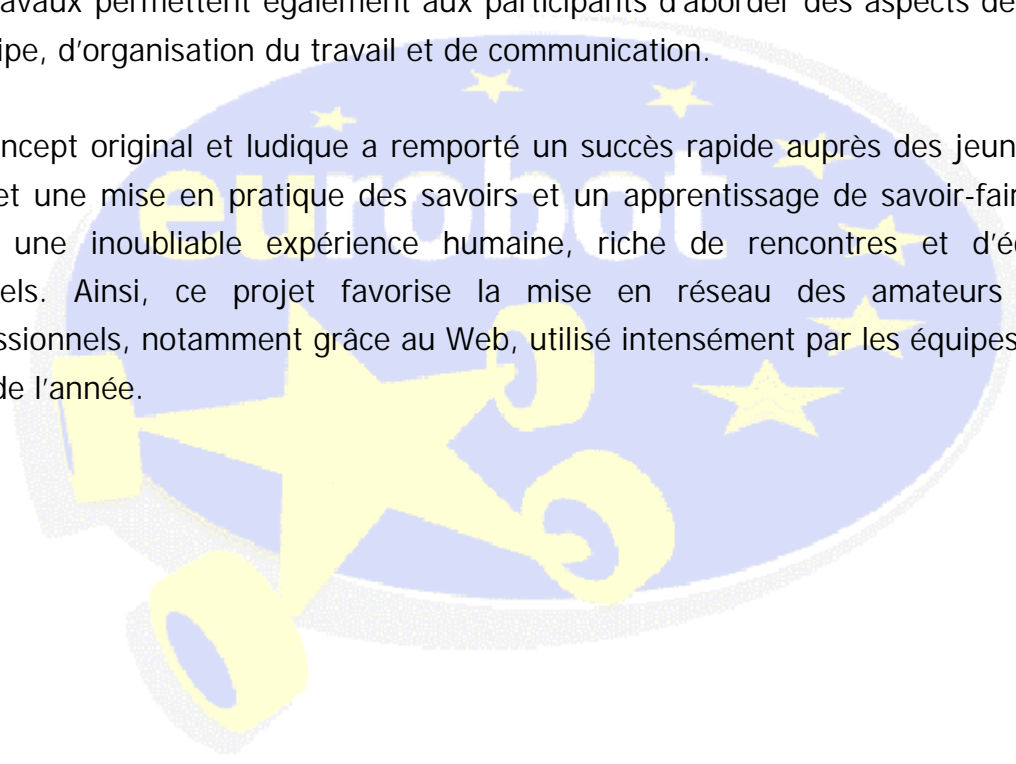 avaux permettent également aux participants d'aborder des aspects de
ipe, d'organisation du travail et de communication.
ncept original et ludique a remporté un succès rapide auprès des jeun
et une mise en pratique des savoirs et un apprentissage de savoir-fair
une inoubliable expérience humaine, riche de rencontres et d'é
els. Ainsi, ce projet favorise la mise en réseau des amateurs
ssionnels, notamment grâce au Web, utilisé intensément par les équipes
de l'année.
eurobot